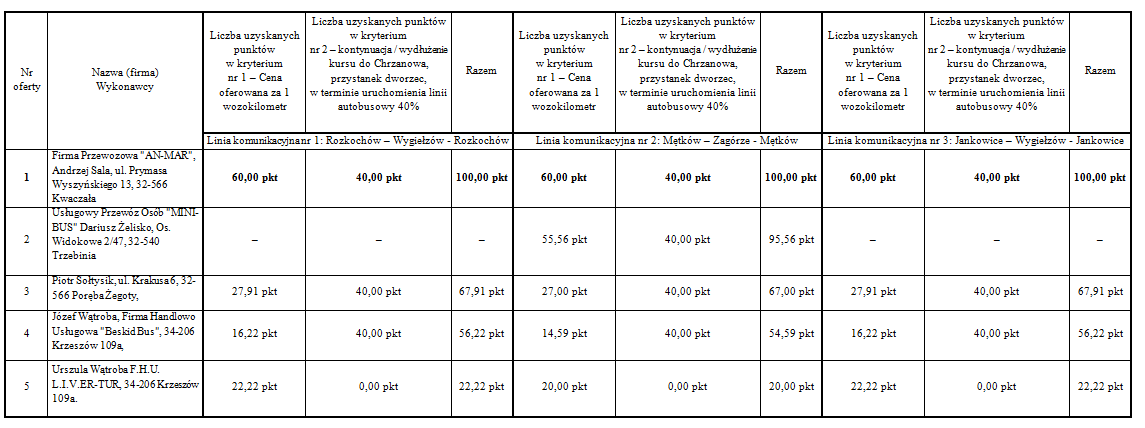 Nr
oferty
Nazwa (firma)
Wykonawcy
Liczba uzyskanych
punktów
w kryterium
nr 1 – Cena
oferowana za 1
wozokilometr
Liczba uzyskanych punktów
w kryterium
nr 2 – kontynuacja / wydłużenie
kursu do Chrzanowa,
przystanek dworzec,
w terminie uruchomienia linii
autobusowy 40%
Razem
Liczba uzyskanych
punktów
w kryterium
nr 1 – Cena
oferowana za 1
wozokilometr
Liczba uzyskanych punktów
w kryterium
nr 2 – kontynuacja / wydłużenie
kursu do Chrzanowa,
przystanek dworzec,
w terminie uruchomienia linii
autobusowy 40%
Razem
Liczba uzyskanych
punktów
w kryterium
nr 1 – Cena
oferowana za 1
wozokilometr
Liczba uzyskanych punktów
w kryterium
nr 2 – kontynuacja / wydłużenie
kursu do Chrzanowa,
przystanek dworzec,
w terminie uruchomienia linii
autobusowy 40%
Razem
Linia komunikacyjna nr 1: Rozkochów – Wygiełzów - Rozkochów
Linia komunikacyjna nr 2: Mętków – Zagórze - Mętków
Linia komunikacyjna nr 3: Jankowice – Wygiełzów - Jankowice
1
Firma Przewozowa "AN-MAR",
Andrzej Sala, ul. Prymasa
Wyszyńskiego 13, 32-566
Kwaczała
60,00 pkt
40,00 pkt
100,00 pkt
60,00 pkt
40,00 pkt
100,00 pkt
60,00 pkt
40,00 pkt
100,00 pkt
2
Usługowy Przewóz Osób "MINI-
BUS" Dariusz Żelisko, Os.
Widokowe 2/47, 32-540
Trzebinia
–
–
–
55,56 pkt
40,00 pkt
95,56 pkt
–
–
–
3
Piotr Sołtysik, ul. Krakusa 6, 32-
566 Poręba Żegoty,
27,91 pkt
40,00 pkt
67,91 pkt
27,00 pkt
40,00 pkt
67,00 pkt
27,91 pkt
40,00 pkt
67,91 pkt
4
Józef Wątroba, Firma Handlowo
Usługowa "Beskid Bus", 34-206
Krzeszów 109a,
16,22 pkt
40,00 pkt
56,22 pkt
14,59 pkt
40,00 pkt
54,59 pkt
16,22 pkt
40,00 pkt
56,22 pkt
5
Urszula Wątroba F.H.U.
L.I.V.ER-TUR, 34-206 Krzeszów
109a.
22,22 pkt
0,00 pkt
22,22 pkt
20,00 pkt
0,00 pkt
20,00 pkt
22,22 pkt
0,00 pkt
22,22 pkt